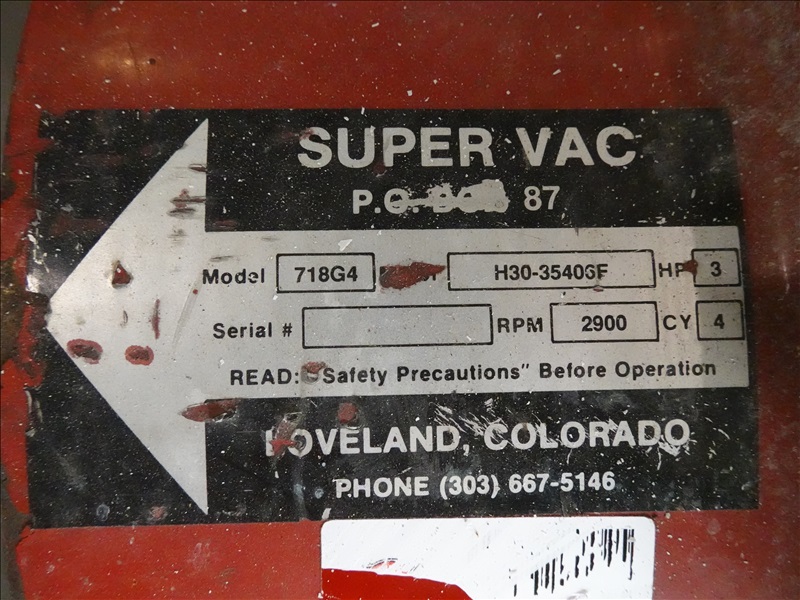 SUPER VAC
P.O. BOX 87
Model 718G4 H30-35406F HP 3
Serial # RPM 2900 CY 4
READ: "Safety Precautions" Before Operation
LOVELAND, COLORADO
PHONE (303) 667-5146